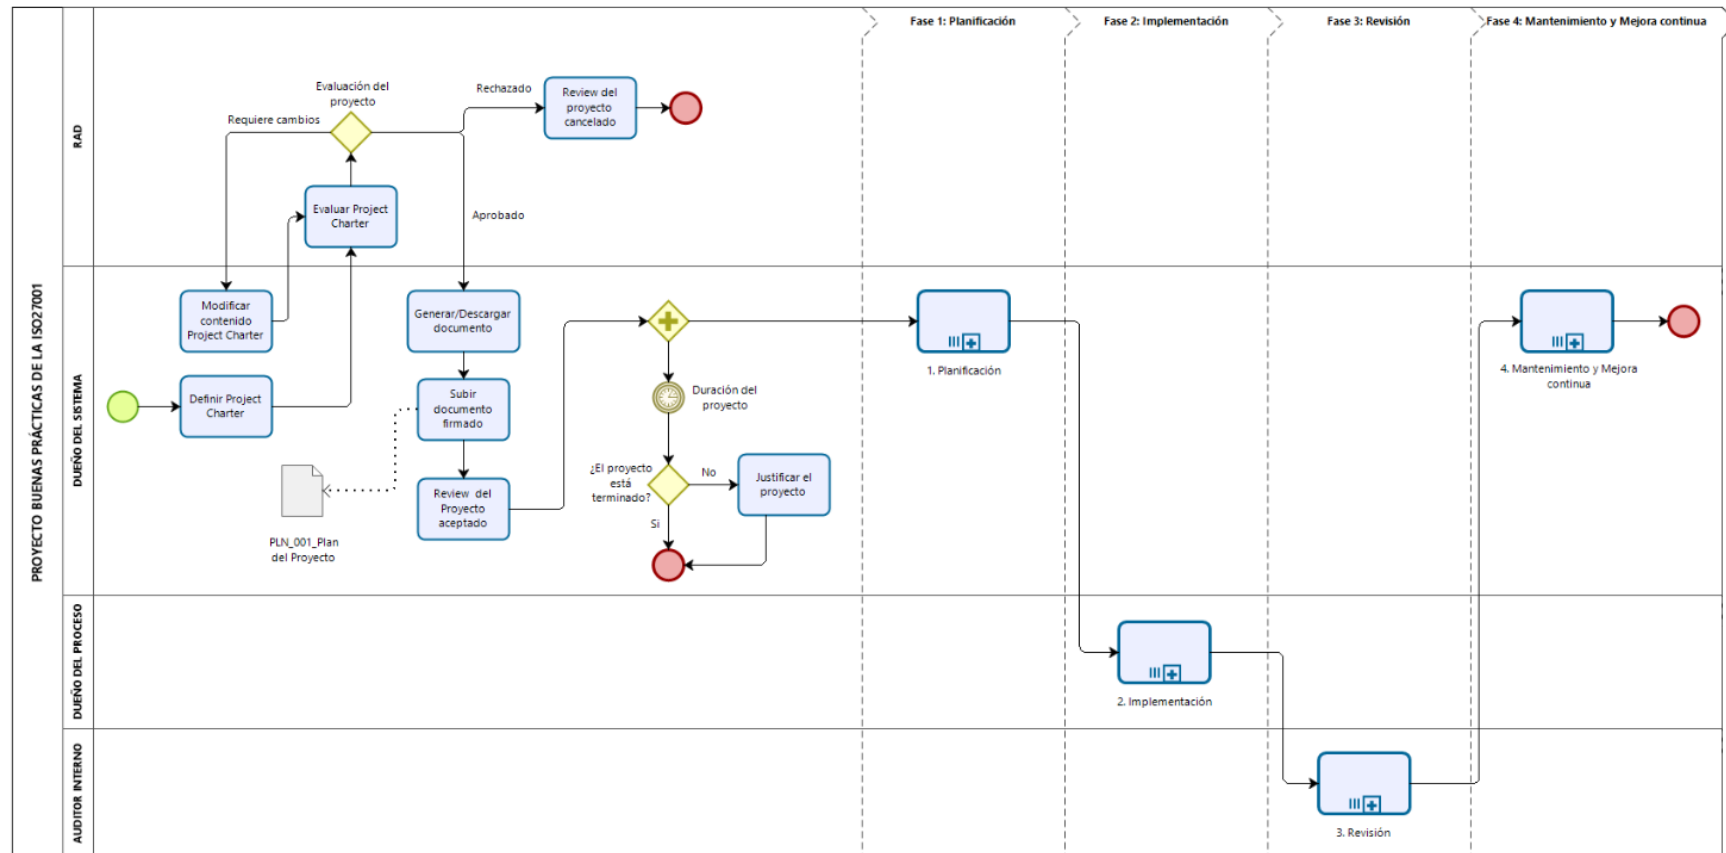 PROYECTO BUENAS PRÁCTICAS DE LA ISO27001
Fase 1: Planificación
Fase 2: Implementación
Fase 3: Revisión
Fase 4: Mantenimiento y Mejora continua
RAD
Evaluación del
proyecto
Requiere cambios
Rechazado
Review del
proyecto
cancelado
Evaluar Project
Charter
Aprobado
DUEÑO DEL SISTEMA
Modificar
contenido
Project Charter
Definir Project
Charter
Generar/Descargar
documento
Subir
documento
firmado
Review del
Proyecto
aceptado
PLN_001_Plan
del Proyecto
Duración del
proyecto
¿El proyecto
está
terminado?
No
Si
Justificar el
proyecto
1. Planificación
4. Mantenimiento y Mejora
continua
DUEÑO DEL PROCESO
2. Implementación
AUDITOR INTERNO
3. Revisión